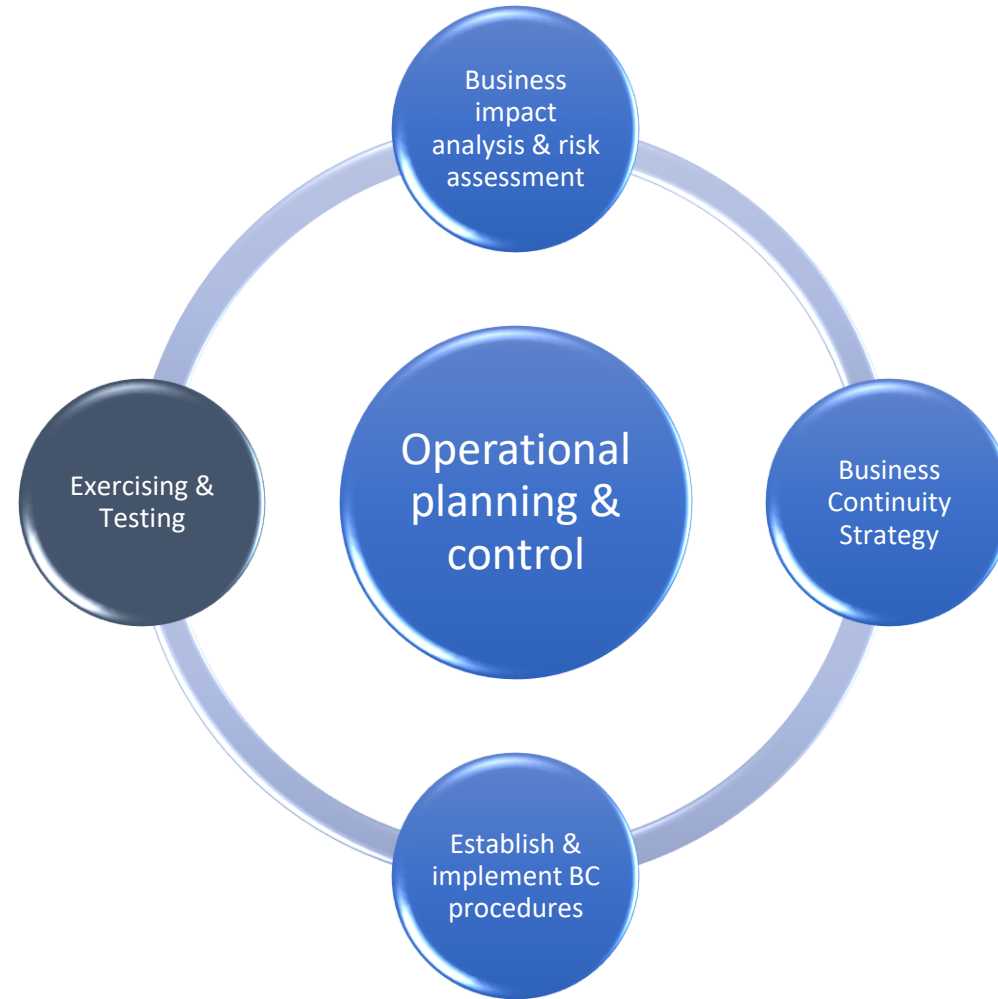 Business
impact
analysis & risk
assessment
Exercising &
Testing
Operational
planning &
control
Business
Continuity
Strategy
Establish &
implement BC
procedures